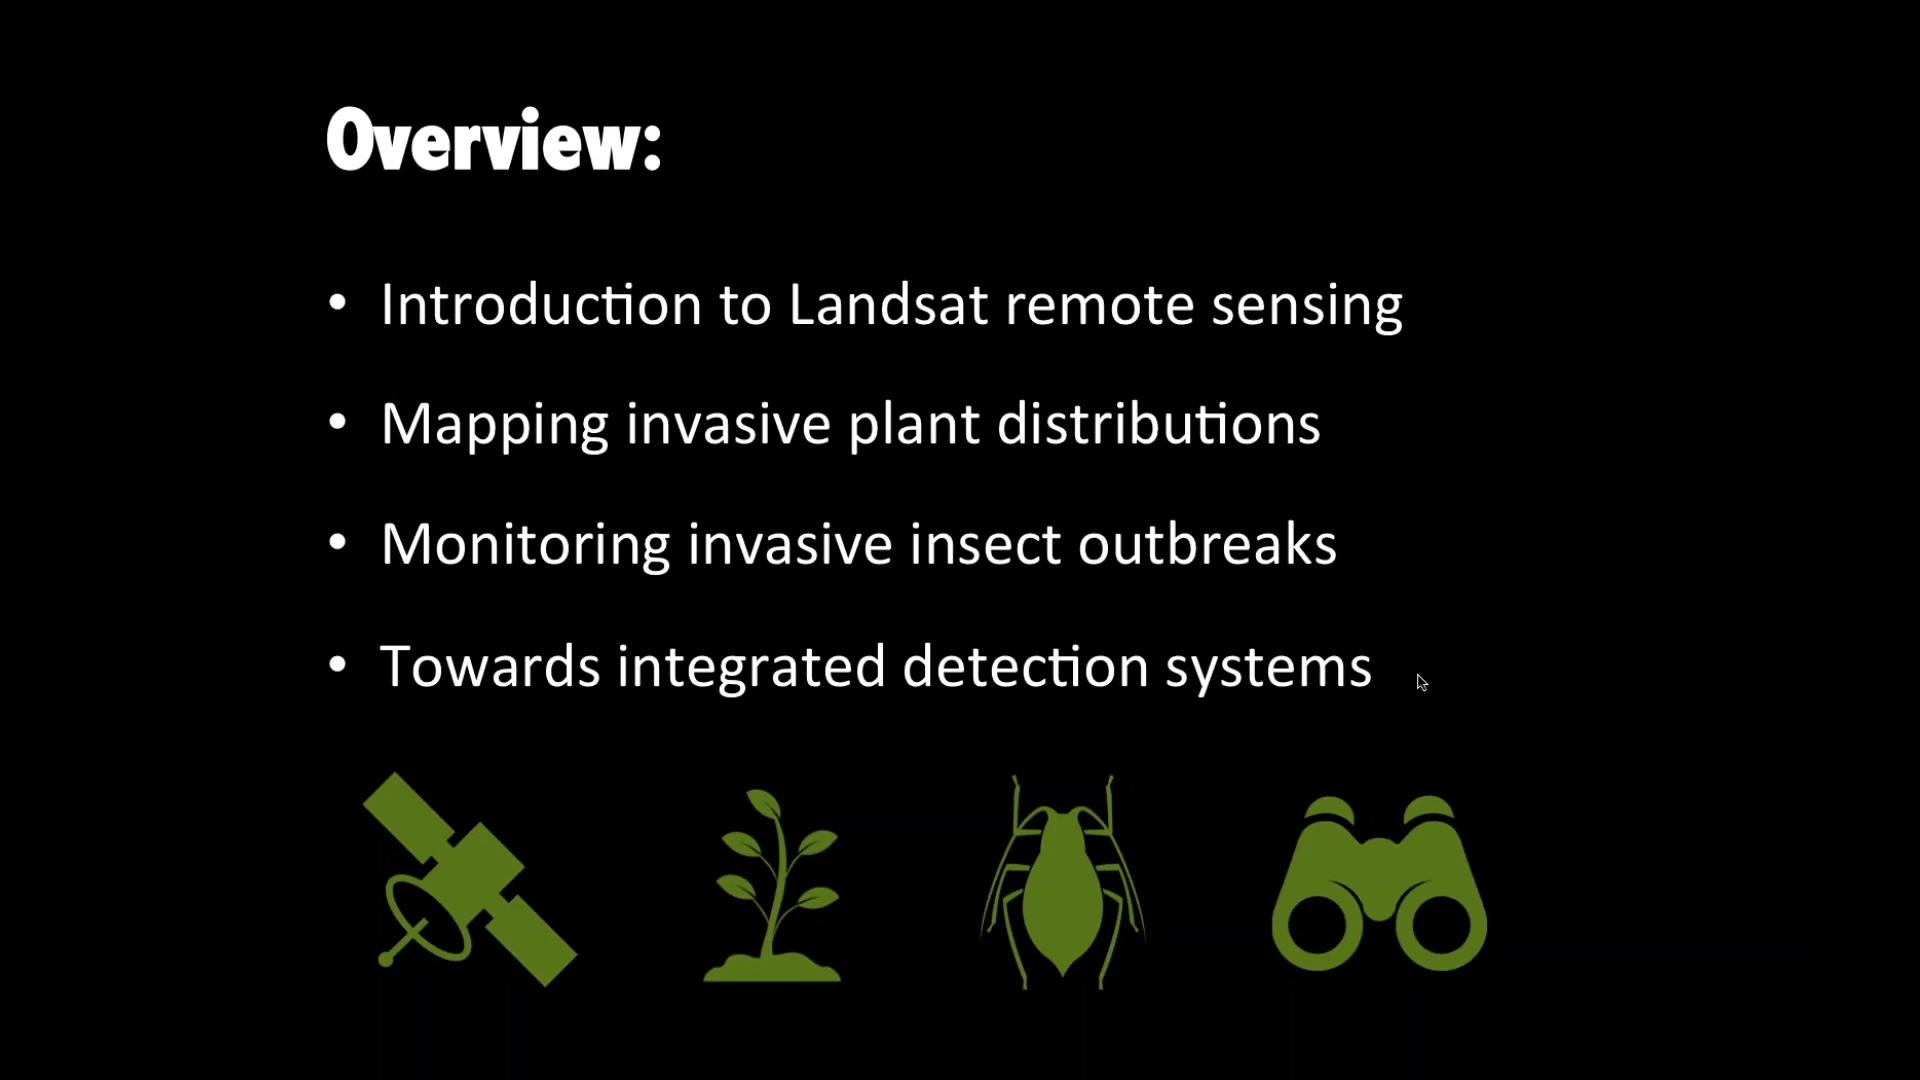 Overview:
• Introduction to Landsat remote sensing
• Mapping invasive plant distributions
• Monitoring invasive insect outbreaks
• Towards integrated detection systems